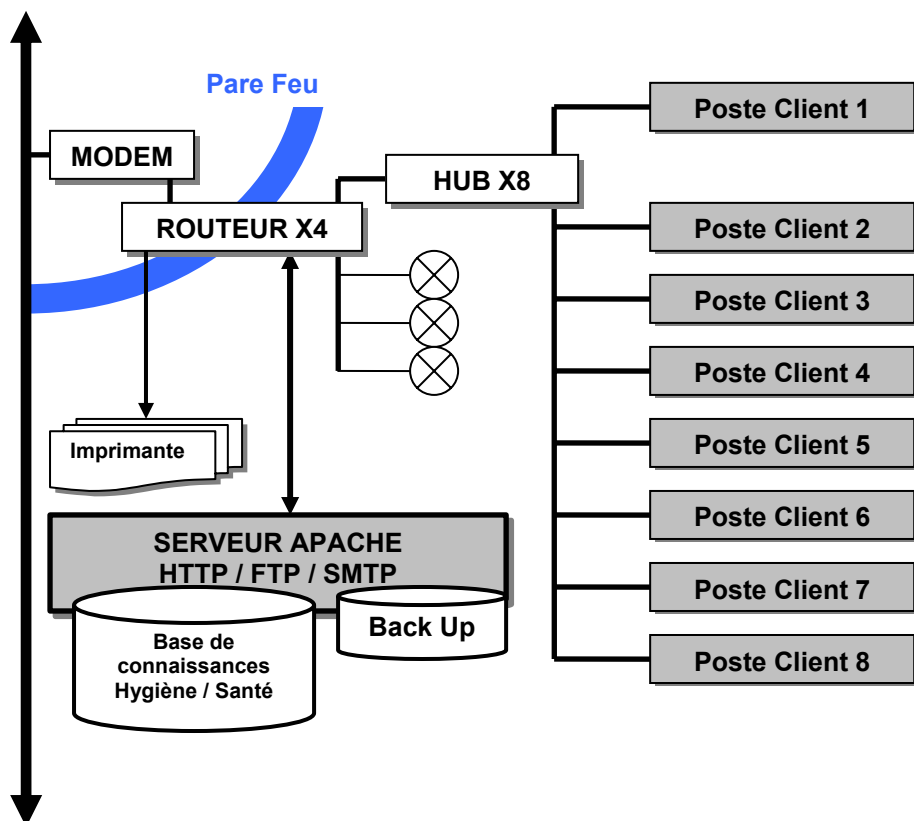 Pare Feu
MODEM
ROUTEUR X4
HUB X8
Poste Client 1
Poste Client 2
Poste Client 3
Poste Client 4
Poste Client 5
Poste Client 6
Poste Client 7
Poste Client 8
Imprimante
SERVEUR APACHE
HTTP / FTP / SMTP
Base de
connaissances
Hygiène / Santé
Back Up